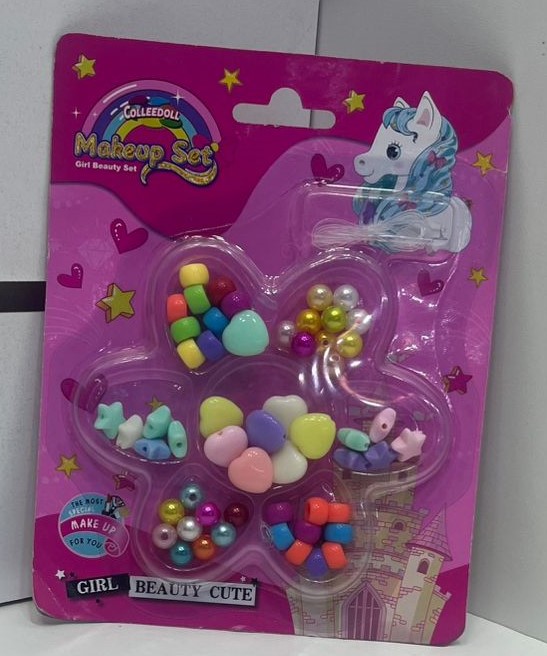 COLLEEDOLL
Makeup Set
Girl Beauty Set
THE MOST
SPECIAL
MAKE UP
FOR YOU
GIRL BEAUTY CUTE